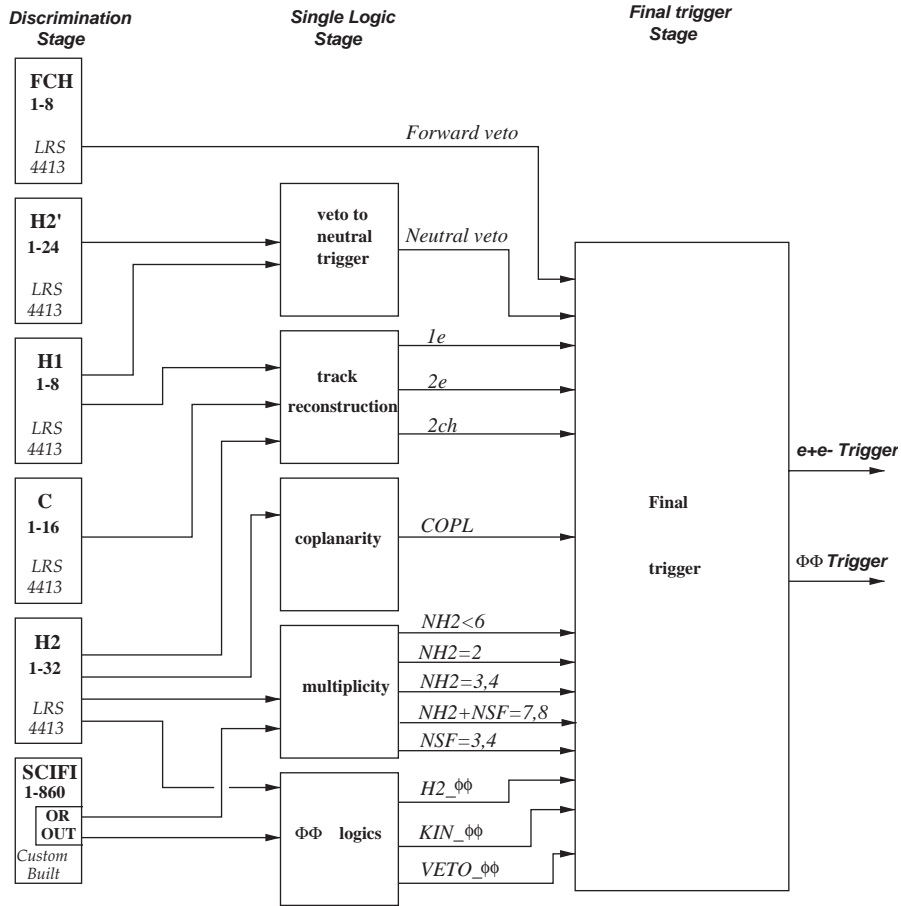 Discrimination
Stage
Single Logic
Stage
Final trigger
Stage
FCH
1-8
LRS
4413
Forward veto
H2'
1-24
LRS
4413
veto to
neutral
trigger
Neutral veto
H1
1-8
LRS
4413
track
reconstruction
1e
2e
2ch
C
1-16
LRS
4413
coplanarity
COPL
H2
1-32
LRS
4413
multiplicity
NH2<6
NH2=2
NH2=3,4
NH2+NSF=7,8
NSF=3,4
SCIFI
1-860
OR
OUT
Custom
Built
ΦΦ logics
H2_ϕϕ
KIN_ϕϕ
VETO_ϕϕ
Final
trigger
e+e- Trigger
ΦΦ Trigger